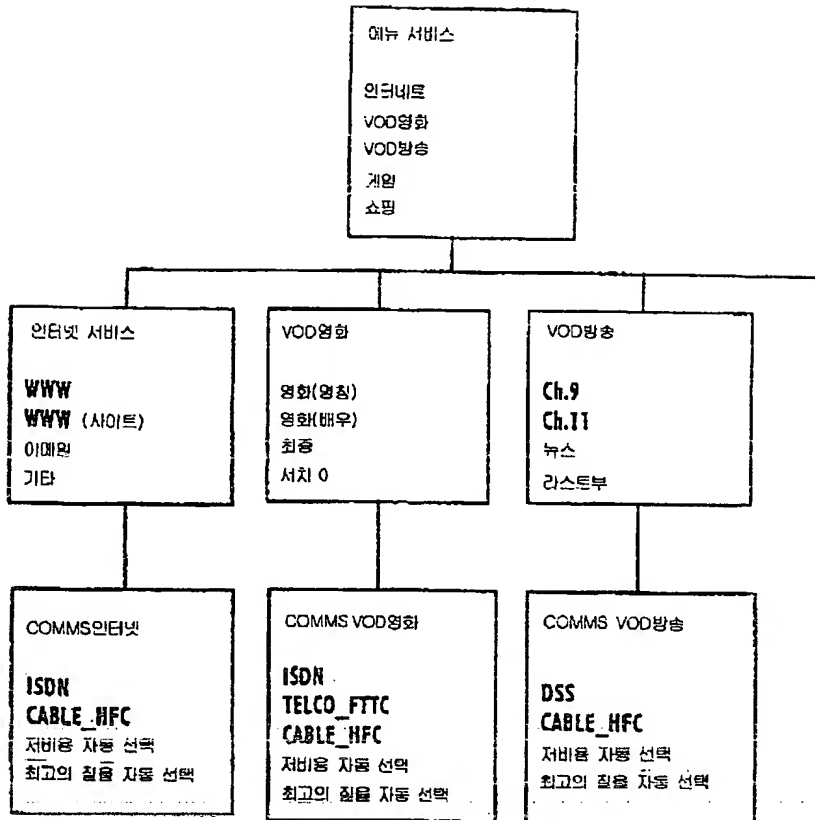 메뉴 서비스
인터네트
VOD영화
VOD방송
게임
쇼핑
인터넷 서비스
WWW
WWW (사이트)
이메일
기타
VOD영화
영화(명칭)
영화(배우)
최종
서치 0
VOD방송
Ch.9
Ch.11
뉴스
라스트부
COMMS인터넷
ISDN
CABLE_HFC
저비용 자동 선택
최고의 질율 자동 선택
COMMS VOD영화
ISDN
TELCO_FTTC
CABLE_HFC
저비용 자동 선택
최고의 질율 자동 선택
COMMS VOD방송
DSS
CABLE_HFC
저비용 자동 선택
최고의 질율 자동 선택